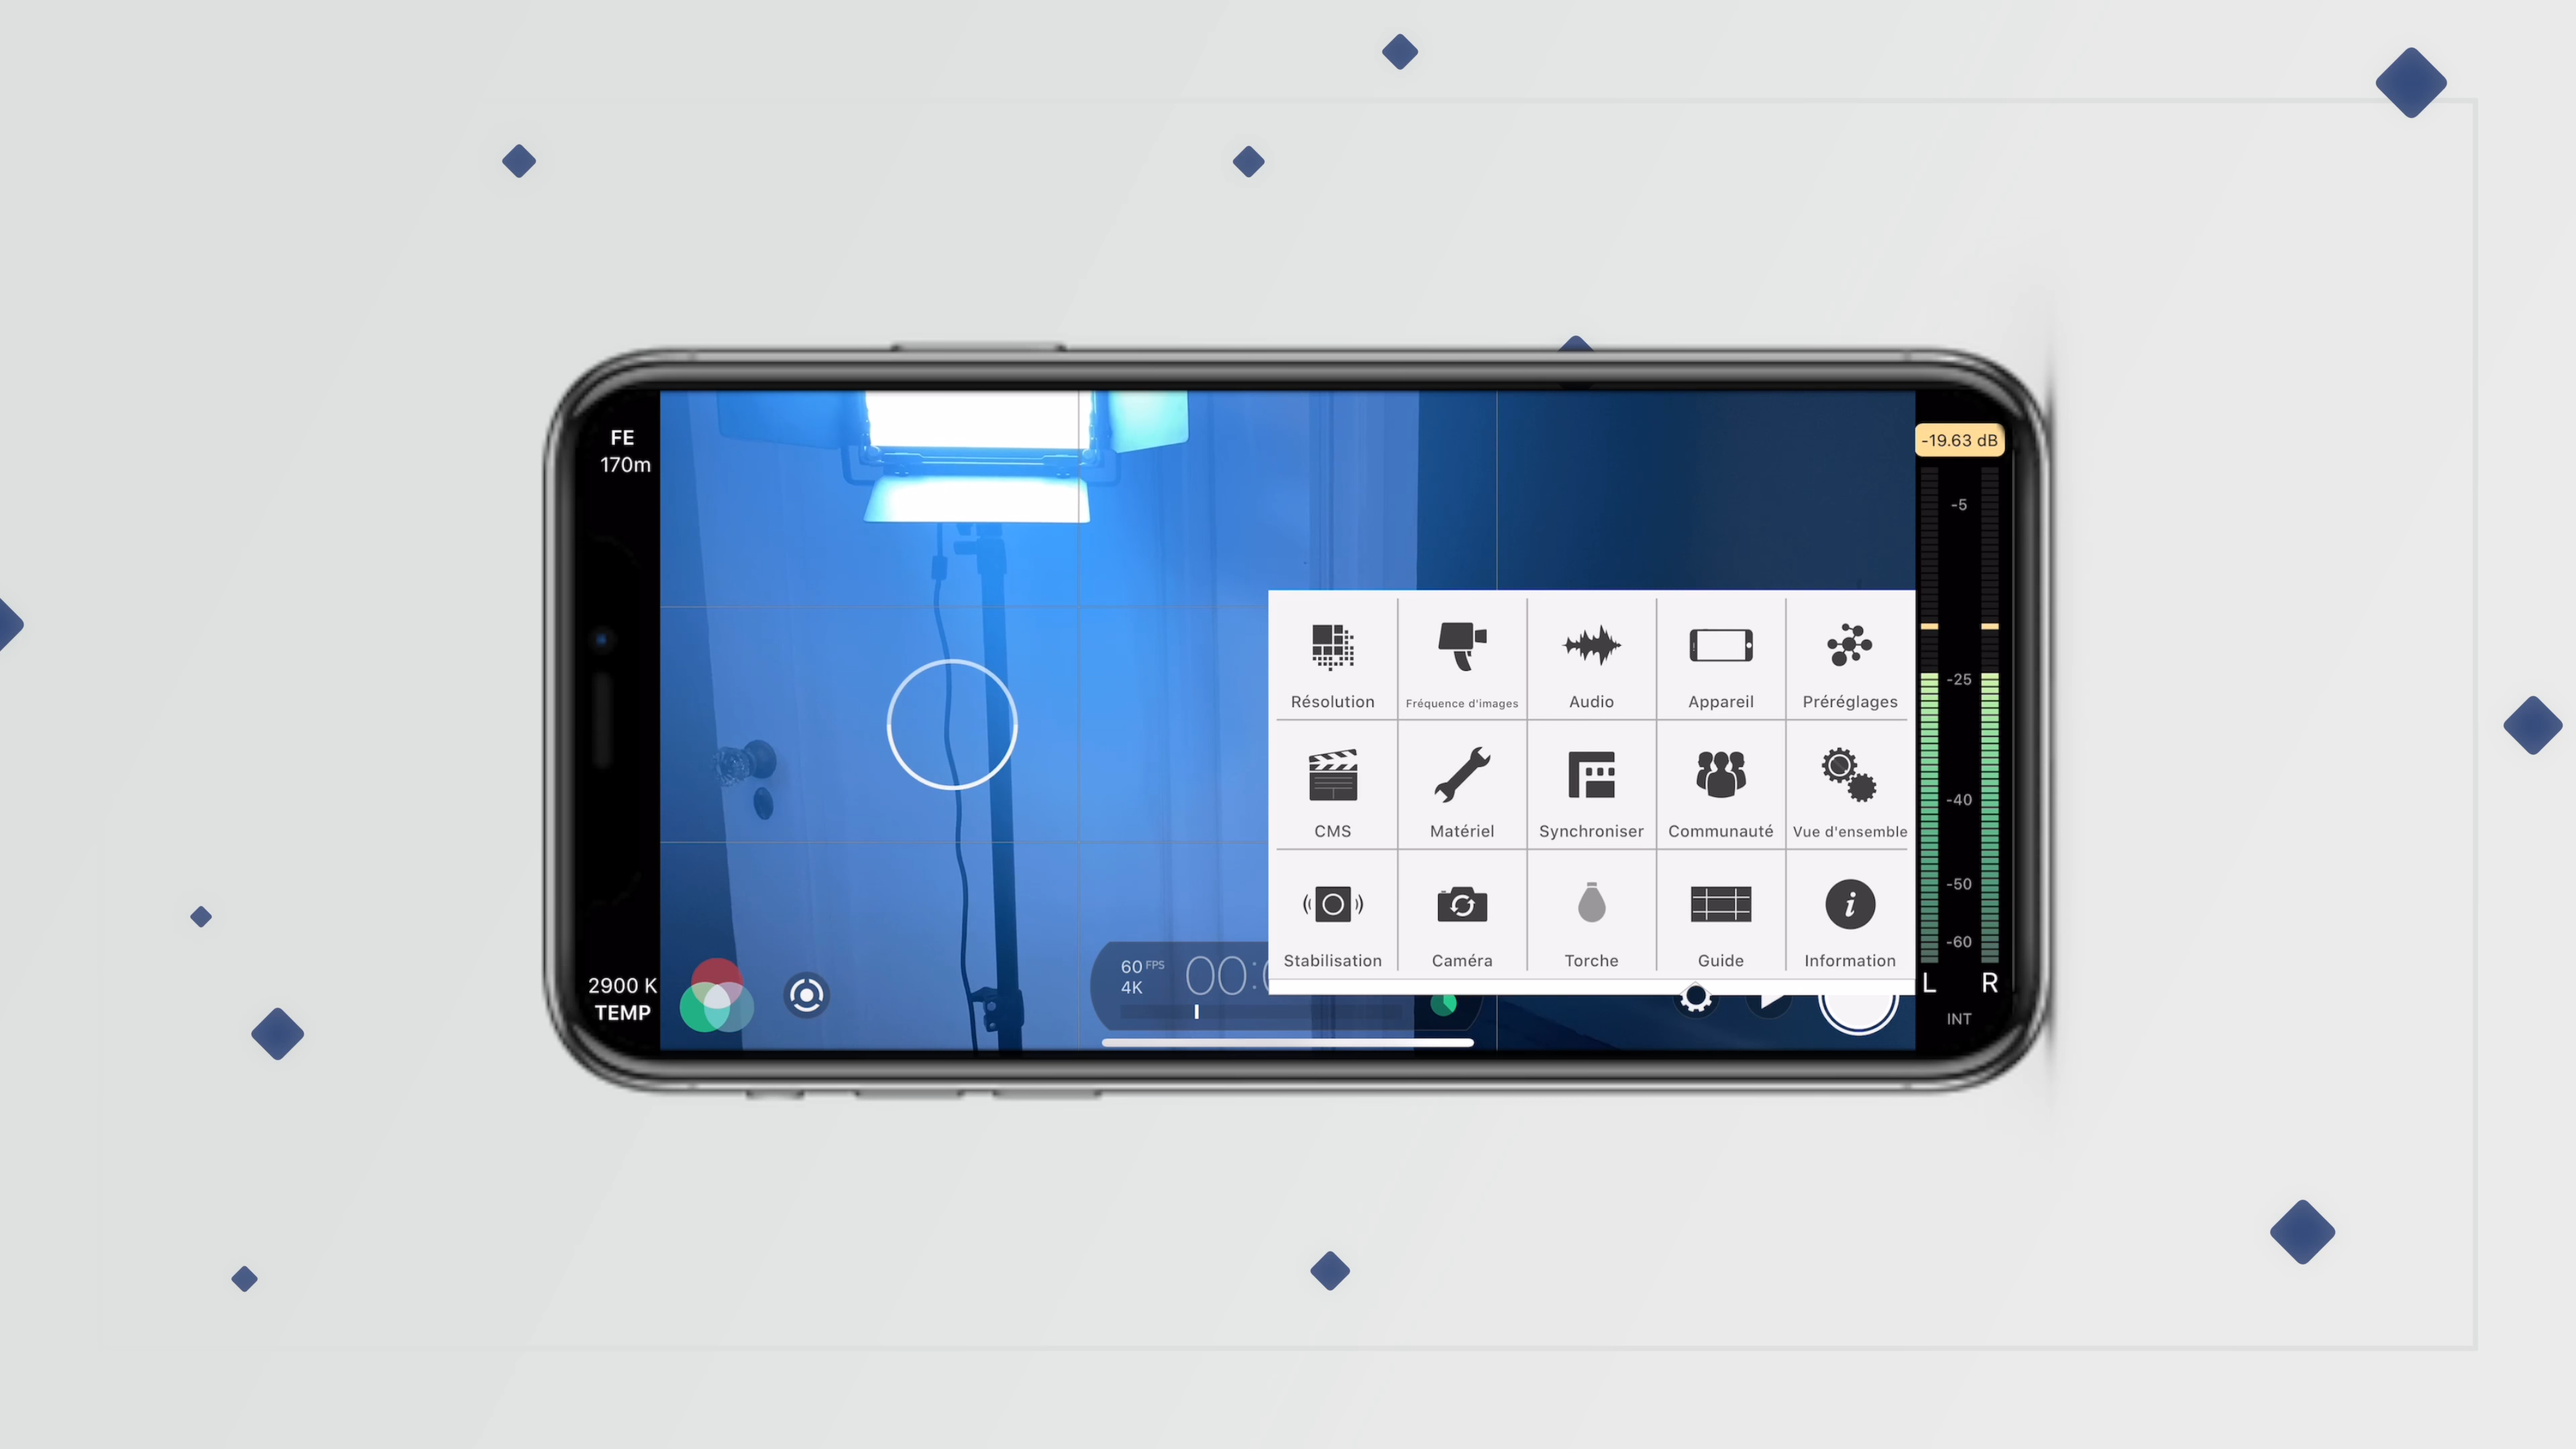 FE
170m
-19.63 dB
-5
-25
-40
-50
-60
L
R
INT
Résolution
Fréquence d'images
Audio
Appareil
Préréglages
CMS
Matériel
Synchroniser
Communauté
Vue d'ensemble
Stabilisation
Caméra
Torche
Guide
Information
2900 K
TEMP
60 FPS
4K
00: